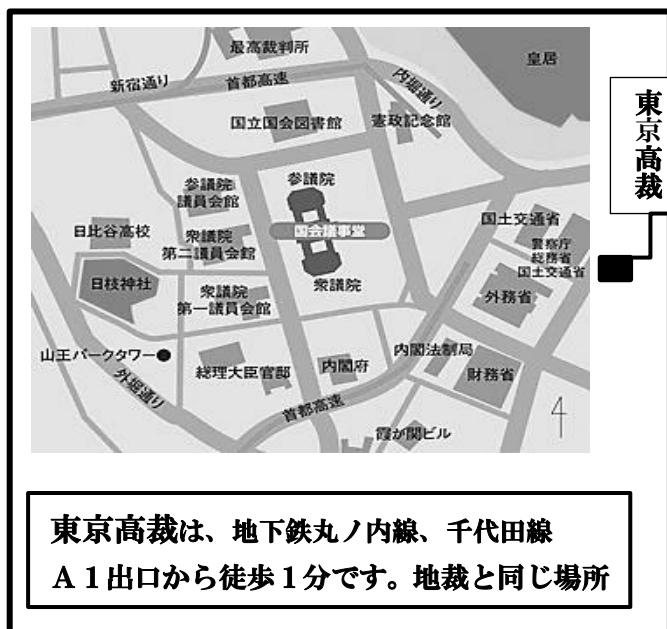 最高裁判所
皇居
新宿通り
首都高速
内堀通り
国立国会図書館
憲政記念館
東京高裁
参議院
議員会館
参議院
日比谷高校
衆議院
第二議員会館
国会議事堂
国土交通省
警察庁
総務省
国土交通省
日枝神社
衆議院
第一議員会館
衆議院
外務省
山王パークタワー
外堀通り
総理大臣官邸
内閣府
内閣法制局
財務省
首都高速
霞が関ビル
東京高裁は、地下鉄丸ノ内線、千代田線
A1出口から徒歩1分です。地裁と同じ場所